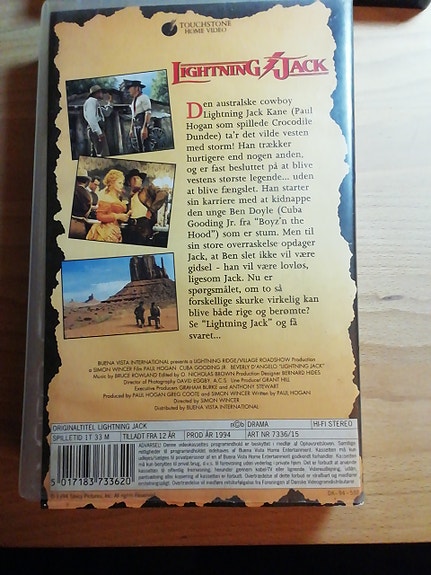 TOUCHSTONE
HOME VIDEO
LIGHTNING JACK
Den australske cowboy
Lightning Jack Kane (Paul
Hogan som spillede Crocodile
Dundee) ta'r det vilde vesten
med storm! Han trækker
hurtigere end nogen anden,
og er fast besluttet på at blive
vestens største legende... uden
at blive fængslet. Han starter
sin karriere med at kidnappe
den unge Ben Doyle (Cuba
Gooding Jr. fra "Boyz'n the
Hood") som er stum. Men til
sin store overraskelse opdager
Jack, at Ben slet ikke vil være
gidsel - han vil være lovløs,
ligesom Jack. Nu er
spørgsmålet, om to så
forskellige skurke virkelig kan
blive både rige og berømte?
Se "Lightning Jack" og få
svaret...
BUENA VISTA INTERNATIONAL presents a LIGHTNING RIDGE/VILLAGE ROADSHOW Production
a SIMON WINCER Film PAUL HOGAN CUBA GOODING JR. BEVERLY D'ANGELO "LIGHTNING JACK"
Music by BRUCE ROWLAND Edited by O. NICHOLAS BROWN Production Designer BERNARD HIDES
Director of Photography DAVID EGGBY, A.C.S. Line Producer GRANT HILL
Executive Producers GRAHAM BURKE and ANTHONY STEWART
Produced by PAUL HOGAN GREG COOTE and SIMON WINCER Written by PAUL HOGAN
Directed by SIMON WINCER
Distributed by BUENA VISTA INTERNATIONAL
ORIGINALTITEL LIGHTNING JACK DRAMA HI-FI STEREO
SPILLETID 1T 33 M TILLADT FRA 12 ÅR PROD ÅR 1994 ART NR 7336/15
5 017183 733620